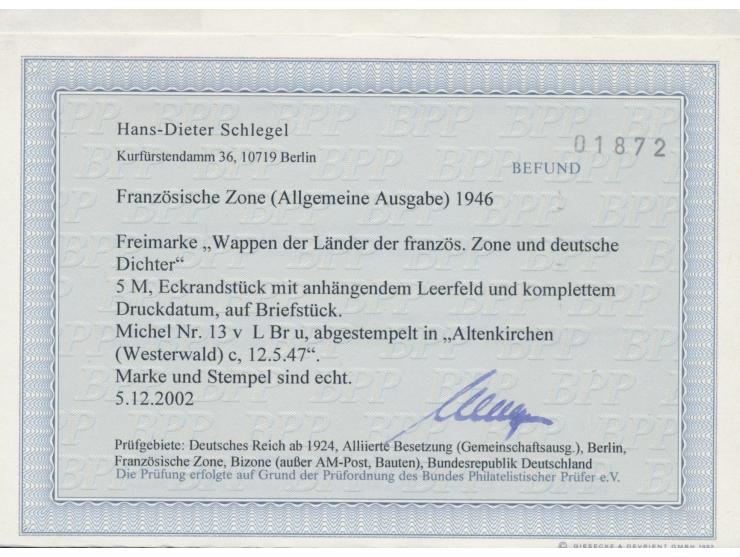 Hans-Dieter Schlegel
01872
Kurfürstendamm 36, 10719 Berlin
BEFUND
Französische Zone (Allgemeine Ausgabe) 1946
Freimarke „Wappen der Länder der französ. Zone und deutsche
Dichter“
5 M, Eckrandstück mit anhängendem Leerfeld und komplettem
Druckdatum, auf Briefstück.
Michel Nr. 13 v L Br u, abgestempelt in „Altenkirchen
(Westerwald) c, 12.5.47“.
Marke und Stempel sind echt.
5.12.2002
Prüfgebiete: Deutsches Reich ab 1924, Alliierte Besetzung (Gemeinschaftsausg.), Berlin,
Französische Zone, Bizone (außer AM-Post, Bauten), Bundesrepublik Deutschland
Die Prüfung erfolgte auf Grund der Prüfordnung des Bundes Philatelistischer Prüfer e.V.
© GIESECKE & DEVRIENT GMBH 1993